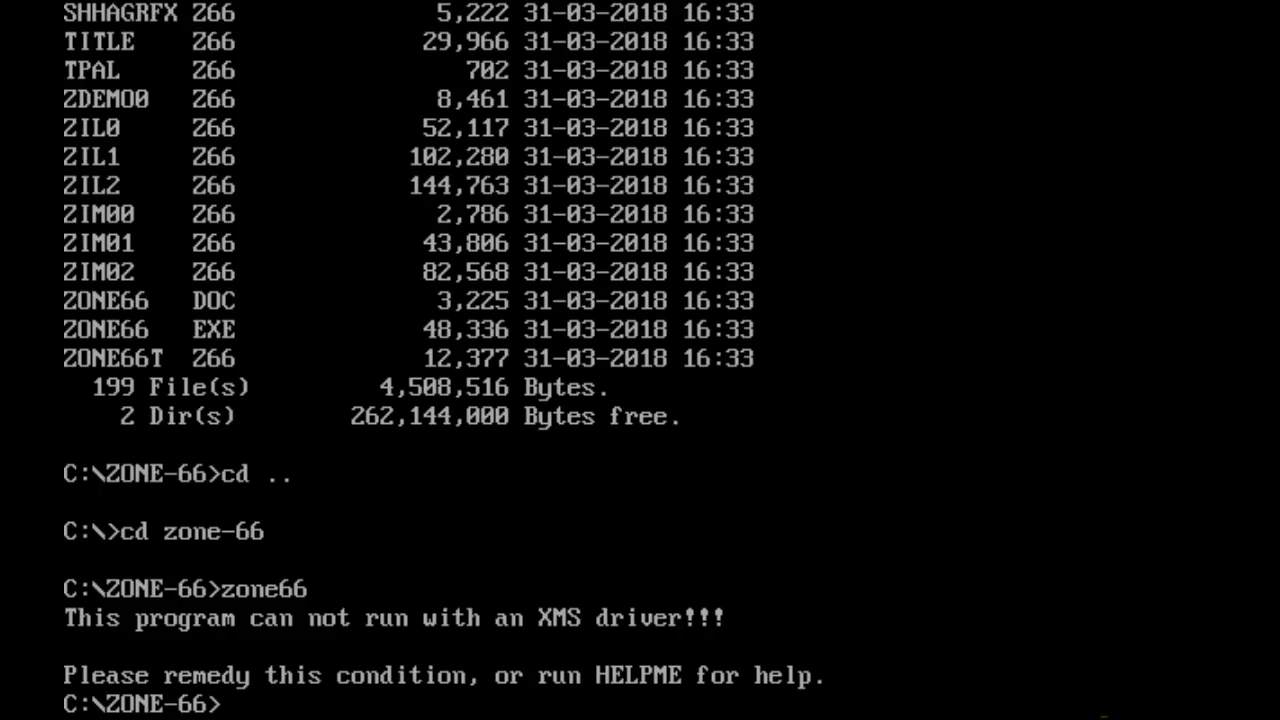 SHHAGRFX Z66 5,222 31-03-2018 16:33
TITLE Z66 29,966 31-03-2018 16:33
TPAL Z66 702 31-03-2018 16:33
ZDEMO0 Z66 8,461 31-03-2018 16:33
ZIL0 Z66 52,117 31-03-2018 16:33
ZIL1 Z66 102,280 31-03-2018 16:33
ZIL2 Z66 144,763 31-03-2018 16:33
ZIM00 Z66 2,786 31-03-2018 16:33
ZIM01 Z66 43,806 31-03-2018 16:33
ZIM02 Z66 82,568 31-03-2018 16:33
ZONE66 DOC 3,225 31-03-2018 16:33
ZONE66 EXE 48,336 31-03-2018 16:33
ZONE66T Z66 12,377 31-03-2018 16:33
199 File(s) 4,508,516 Bytes.
2 Dir(s) 262,144,000 Bytes free.
C:\ZONE-66>cd ..
C:\>cd zone-66
C:\ZONE-66>zone66
This program can not run with an XMS driver!!!
Please remedy this condition, or run HELPME for help.
C:\ZONE-66>